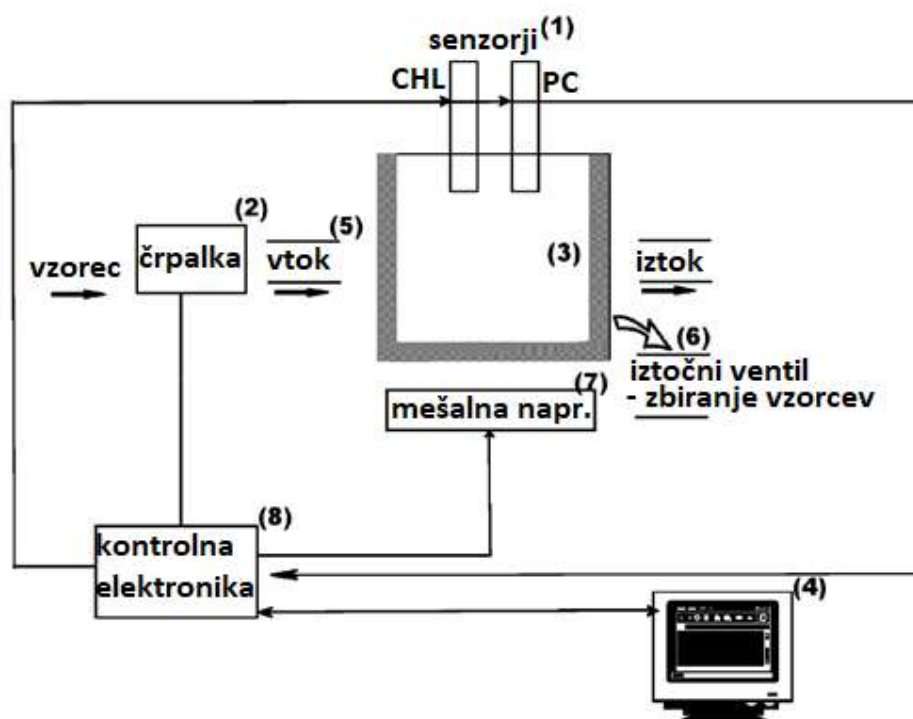 senzorji (1)
CHL
PC
(2)
črpalka
vzorec
(5)
vtok
(3)
iztok
(6)
iztočni ventil
- zbiranje vzorcev
(7)
mešalna napr.
(8)
kontrolna
elektronika
(4)